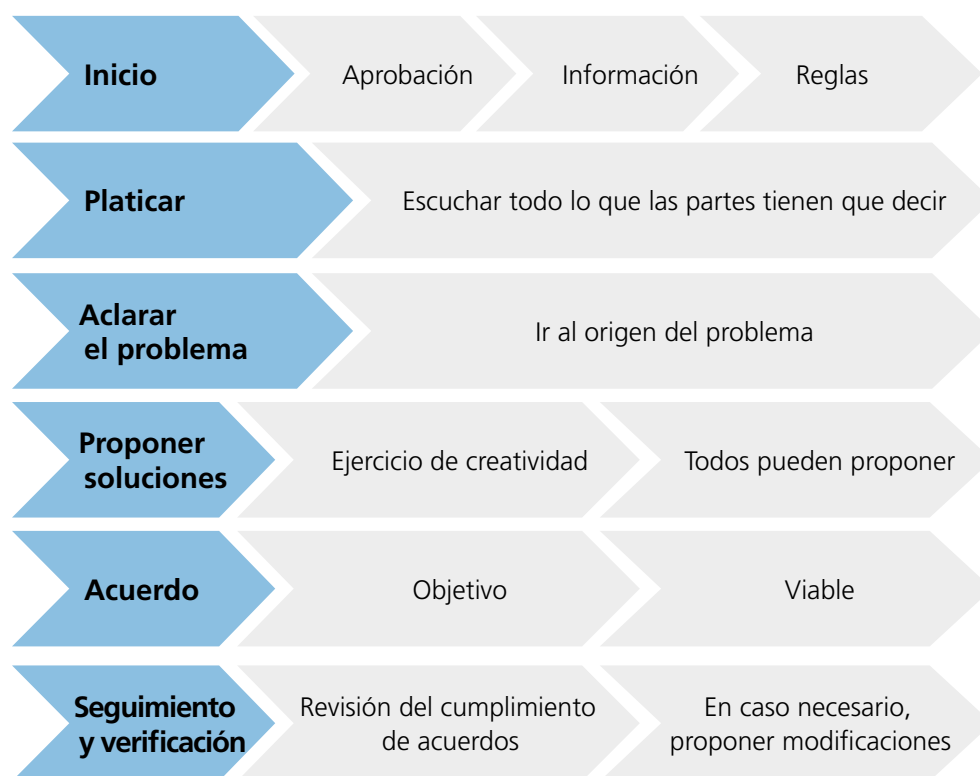 Inicio
Aprobación
Información
Reglas
Platicar
Escuchar todo lo que las partes tienen que decir
Aclarar
el problema
Ir al origen del problema
Proponer
soluciones
Ejercicio de creatividad
Todos pueden proponer
Acuerdo
Objetivo
Viable
Seguimiento
y verificación
Revisión del cumplimiento
de acuerdos
En caso necesario,
proponer modificaciones